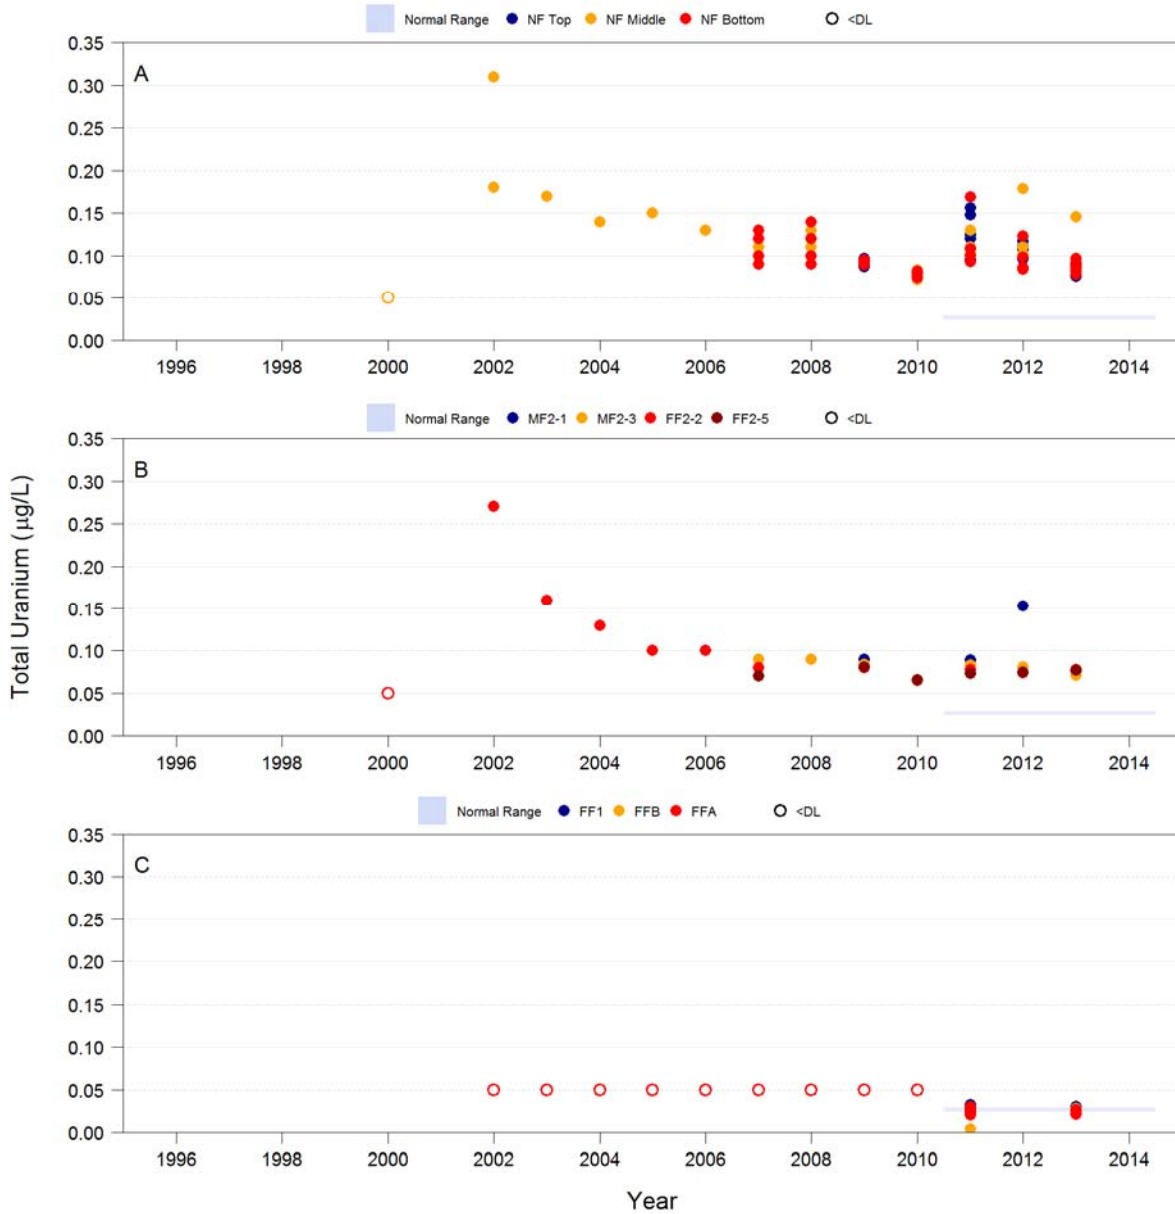 Normal Range NF Top NF Middle NF Bottom <DL
A
0.35
0.30
0.25
0.20
0.15
0.10
0.05
0.00
1996 1998 2000 2002 2004 2006 2008 2010 2012 2014
Normal Range MF2-1 MF2-3 FF2-2 FF2-5 <DL
B
0.35
0.30
0.25
0.20
0.15
0.10
0.05
0.00
Total Uranium (µg/L)
1996 1998 2000 2002 2004 2006 2008 2010 2012 2014
Normal Range FF1 FFB FFA <DL
C
0.35
0.30
0.25
0.20
0.15
0.10
0.05
0.00
1996 1998 2000 2002 2004 2006 2008 2010 2012 2014
Year